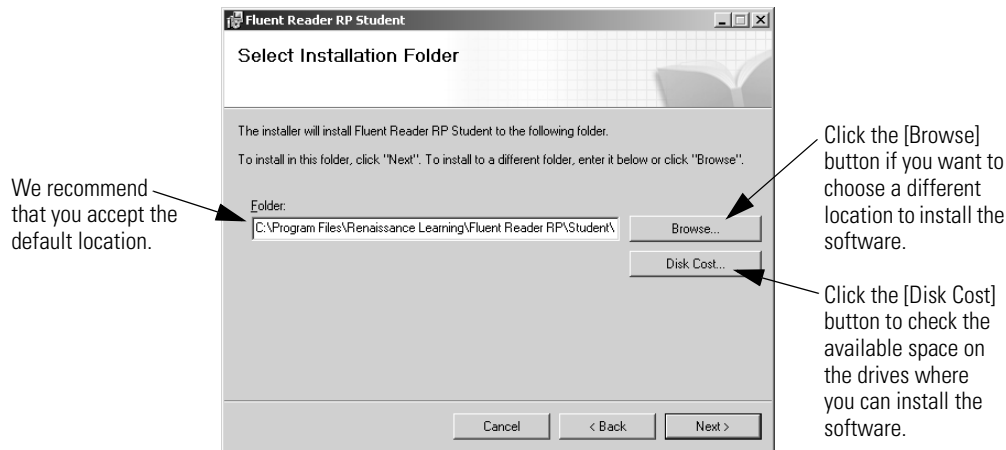 Fluent Reader RP Student
Select Installation Folder
The installer will install Fluent Reader RP Student to the following folder.
To install in this folder, click "Next". To install to a different folder, enter it below or click "Browse".
Folder:
C:\Program Files\Renaissance Learning\Fluent Reader RP\Student\
Browse...
Disk Cost...
Cancel
< Back
Next >
We recommend
that you accept the
default location.
Click the [Browse]
button if you want to
choose a different
location to install the
software.
Click the [Disk Cost]
button to check the
available space on
the drives where
you can install the
software.